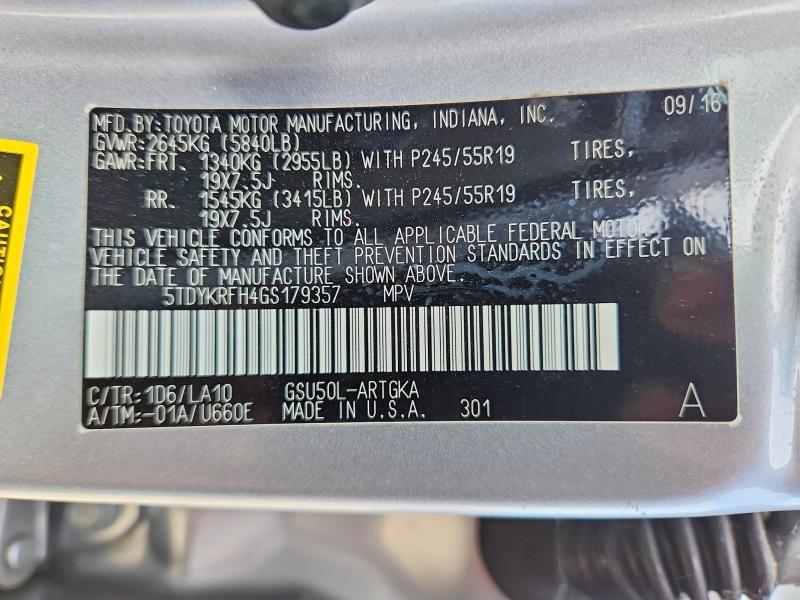 MFD.BY:TOYOTA MOTOR MANUFACTURING, INDIANA, INC. 09/16
GVWR:2645KG (5840LB)
GAWR:FRT. 1340KG (2955LB) WITH P245/55R19 TIRES,
19X7.5J RIMS.
RR. 1545KG (3415LB) WITH P245/55R19 TIRES,
19X7.5J RIMS.
THIS VEHICLE CONFORMS TO ALL APPLICABLE FEDERAL MOTOR
VEHICLE SAFETY AND THEFT PREVENTION STANDARDS IN EFFECT ON
THE DATE OF MANUFACTURE SHOWN ABOVE.
5TDYKRFH4GS179357 MPV
C/TR:1D6/LA10 GSU50L-ARTGKA
A/TM:-01A/U660E MADE IN U.S.A. 301 A